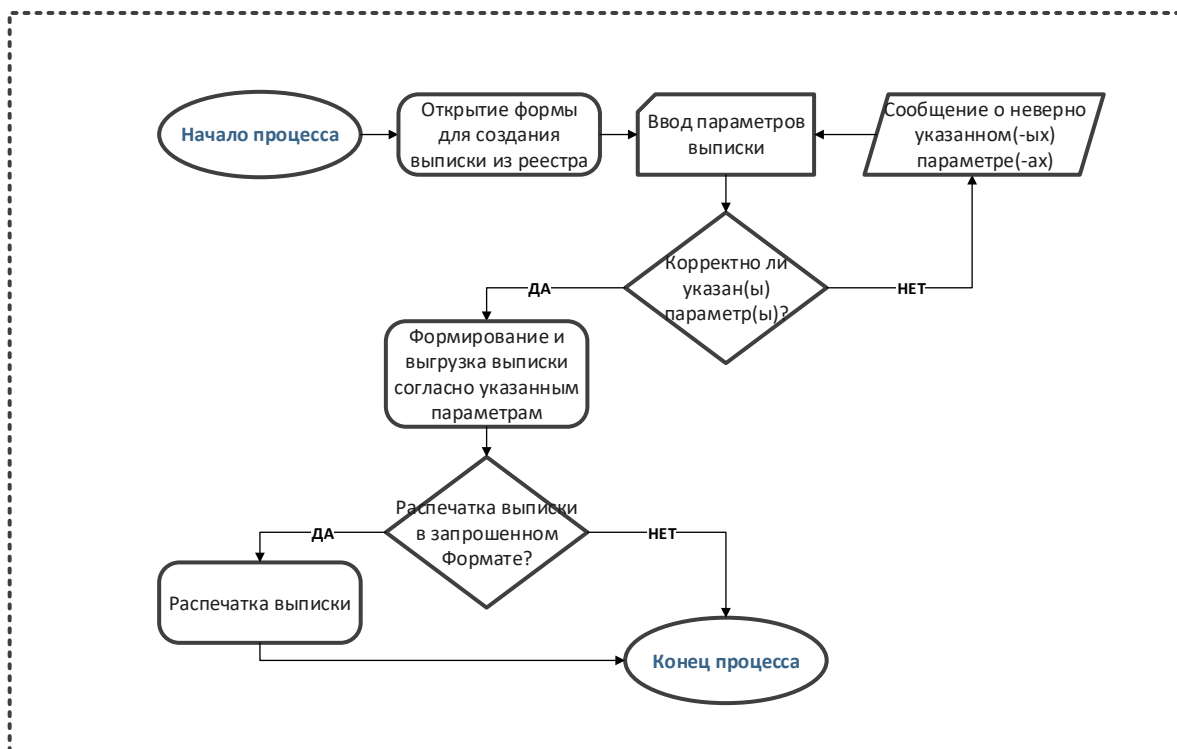 Начало процесса
Открытие формы
для создания
выписки из реестра
Ввод параметров
выписки
Сообщение о неверно
указанном(-ых)
параметре(-ах)
Корректно ли
указан(ы)
параметр(ы)?
ДА
НЕТ
Формирование и
выгрузка выписки
согласно указанным
параметрам
Распечатка выписки
в запрошенном
Формате?
ДА
НЕТ
Распечатка выписки
Конец процесса